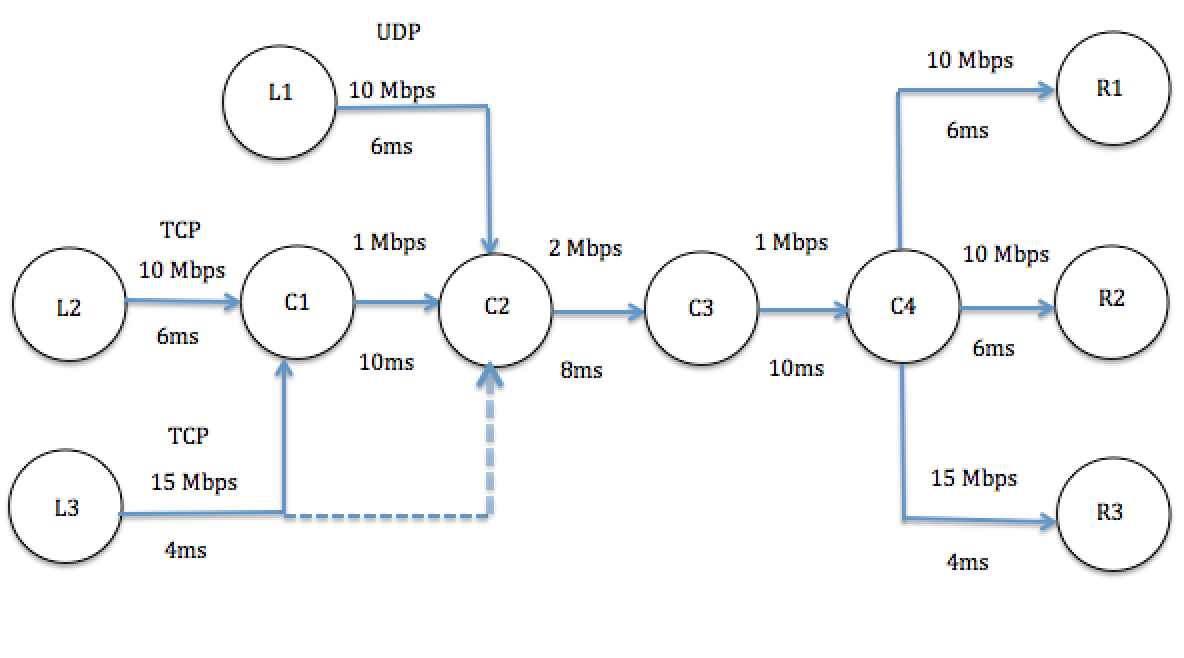 UDP
L1
10 Mbps
6ms
10 Mbps
R1
6ms
TCP
10 Mbps
L2
6ms
C1
1 Mbps
10ms
C2
2 Mbps
8ms
C3
1 Mbps
10ms
C4
10 Mbps
6ms
R2
TCP
15 Mbps
L3
4ms
15 Mbps
R3
4ms